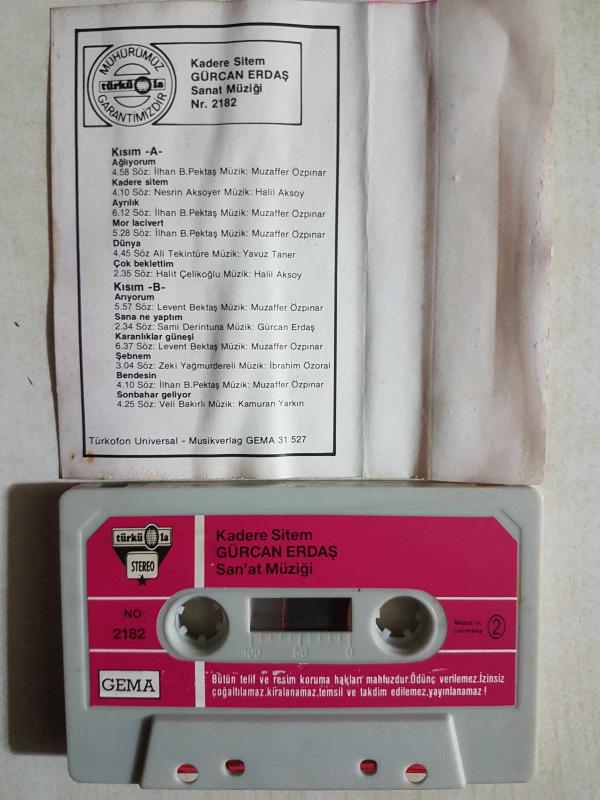 MÜHÜRÜMÜZ
türkü la
GARANTİMİZDİR
Kadere Sitem
GÜRCAN ERDAŞ
Sanat Müziği
Nr. 2182
Kısım -A-
Ağlıyorum
4.58 Söz: İlhan B.Pektaş Müzik: Muzaffer Özpınar
Kadere sitem
4.10 Söz: Nesrin Aksoyer Müzik: Halil Aksoy
Ayrılık
6.12 Söz: İlhan B.Pektaş Müzik: Muzaffer Özpınar
Mor lacivert
5.28 Söz: İlhan B.Pektaş Müzik: Muzaffer Özpınar
Dünya
4.45 Söz Ali Tekintüre Müzik: Yavuz Taner
Çok beklettim
2.35 Söz: Halit Çelikoğlu Müzik: Halil Aksoy
Kısım -B-
Arıyorum
5.57 Söz: Levent Bektaş Müzik: Muzaffer Özpınar
Sana ne yaptım
2.34 Söz: Sami Derintuna Müzik: Gürcan Erdaş
Karanlıklar güneşi
6.37 Söz: Levent Bektaş Müzik: Muzaffer Özpınar
Şebnem
3.04 Söz: Zeki Yağmurdereli Müzik: İbrahim Özoral
Bendesin
4.10 Söz: İlhan B.Pektaş Müzik: Muzaffer Özpınar
Sonbahar geliyor
4.25 Söz: Veli Bakırlı Müzik: Kamuran Yarkın
Türkofon Universal - Musikverlag GEMA 31 527
türkü la
STEREO
Kadere Sitem
GÜRCAN ERDAŞ
San'at Müziği
NO:
2182
100 50 0
Made in
Germany
2
GEMA
Bütün telif ve resim koruma hakları mahfuzdur.Ödünç verilemez.İzinsiz
çoğaltılamaz,kiralanamaz,temsil ve takdim edilemez,yayınlanamaz!